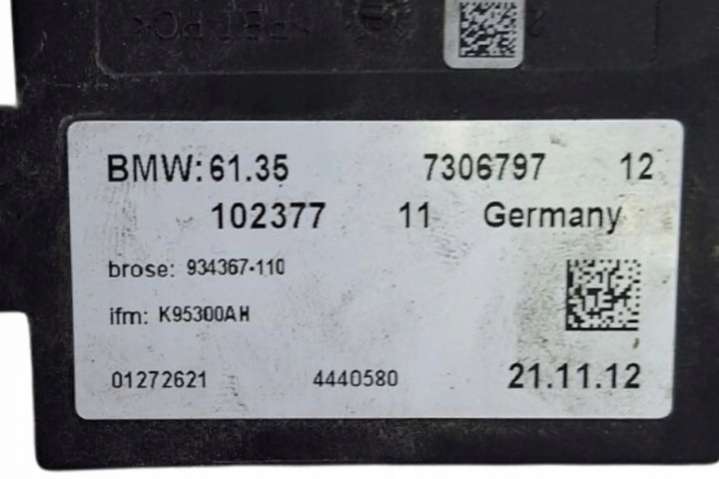 BMW: 61.35 7306797 12
102377 11 Germany
brose: 934367-110
ifm: K95300AH
01272621 4440580 21.11.12